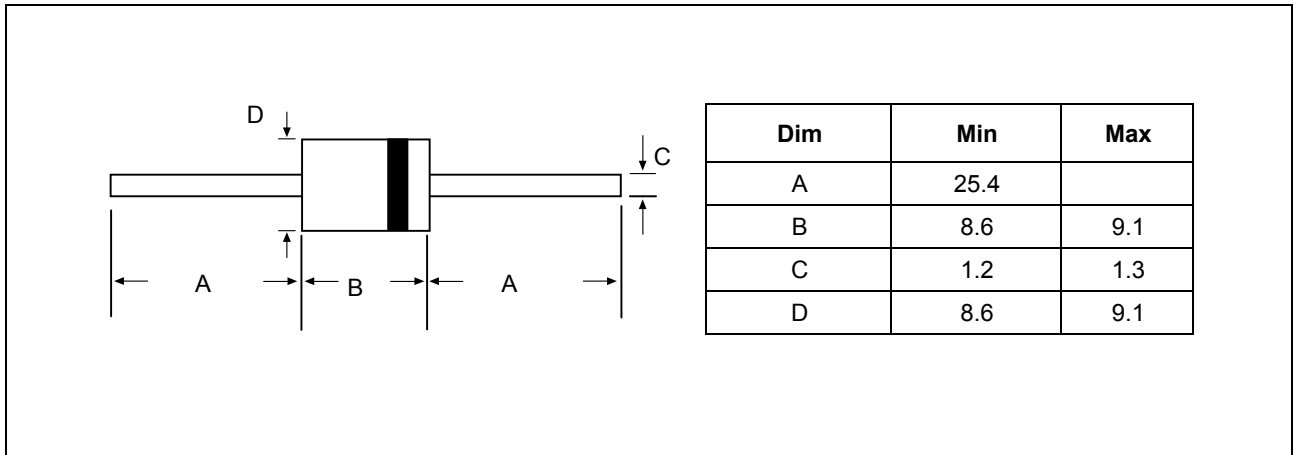 D
C
A
B
A
Dim Min Max
A 25.4
B 8.6 9.1
C 1.2 1.3
D 8.6 9.1